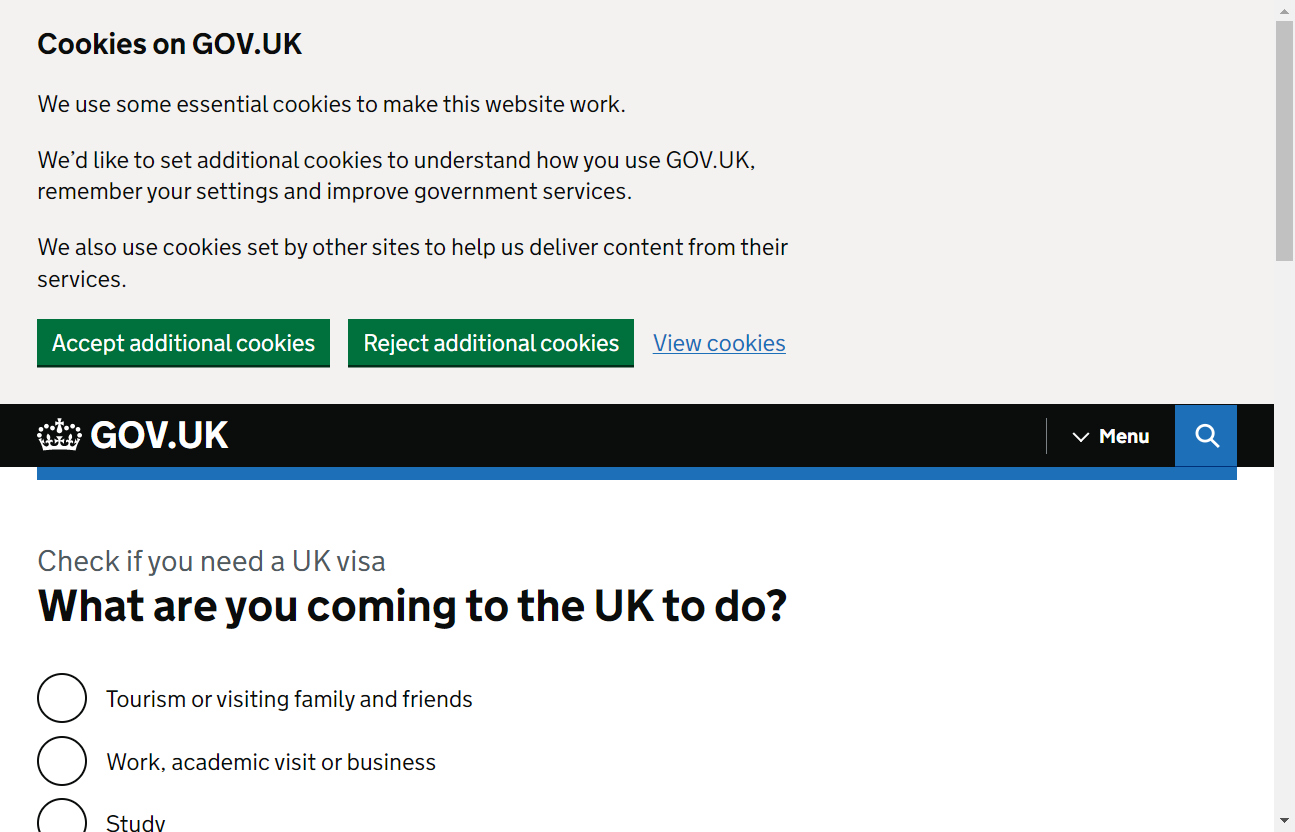 Cookies on GOV.UK
We use some essential cookies to make this website work.
We’d like to set additional cookies to understand how you use GOV.UK,
remember your settings and improve government services.
We also use cookies set by other sites to help us deliver content from their
services.
Accept additional cookies Reject additional cookies View cookies
GOV.UK Menu
Check if you need a UK visa
What are you coming to the UK to do?
Tourism or visiting family and friends
Work, academic visit or business
Study